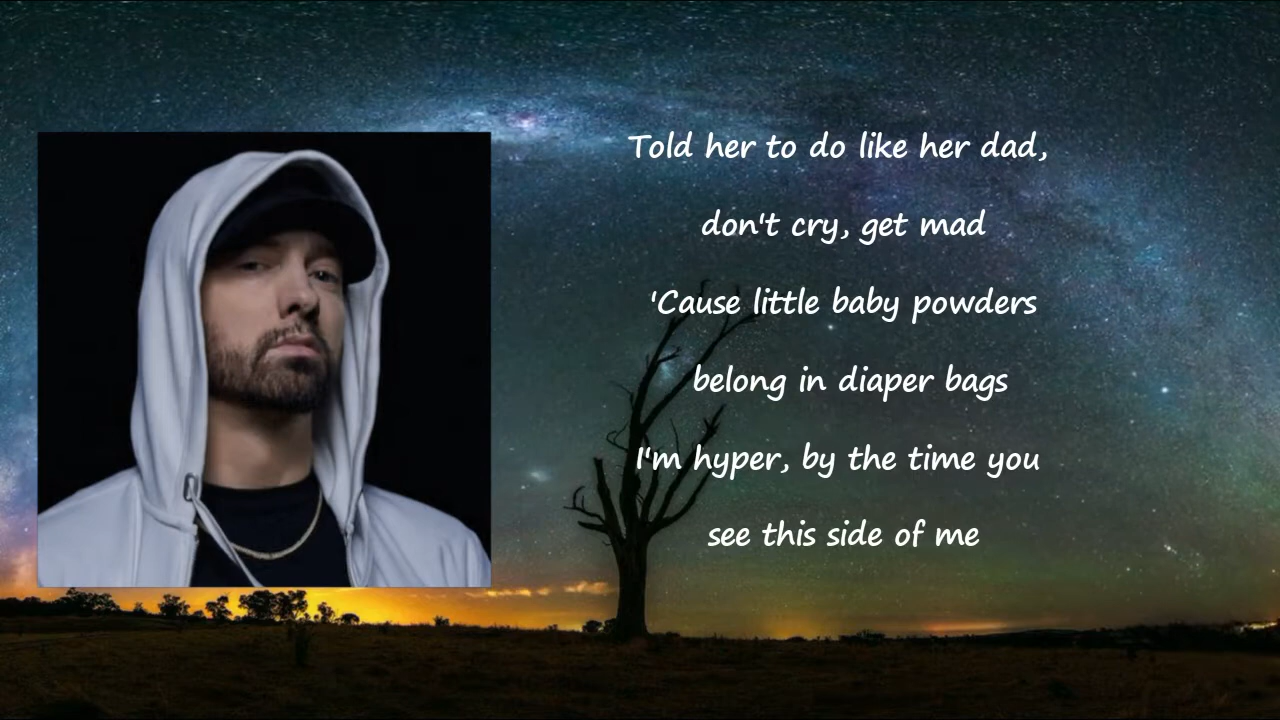 Told her to do like her dad,
don't cry, get mad
'Cause little baby powders
belong in diaper bags
I'm hyper, by the time you
see this side of me